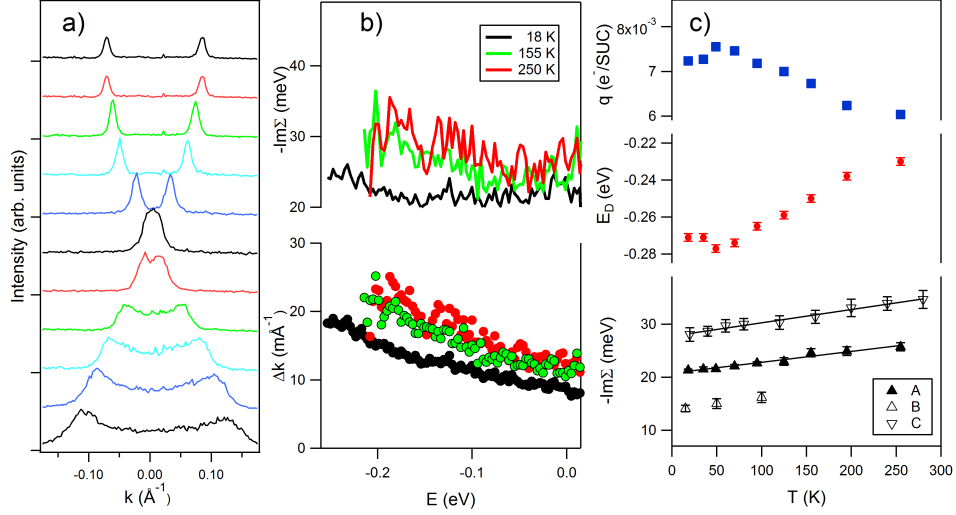 a)
Intensity (arb. units)
-0.10
0.00
0.10
k (Å⁻¹)
b)
18 K
155 K
250 K
-ImΣ (meV)
40
30
20
Δk (mÅ⁻¹)
30
20
10
0
-0.2
-0.1
0.0
E (eV)
c)
q (e⁻/SUC)
8x10⁻³
7
6
E_D (eV)
-0.22
-0.24
-0.26
-0.28
-ImΣ (meV)
30
20
10
A
B
C
0
50
100
150
200
250
300
T (K)